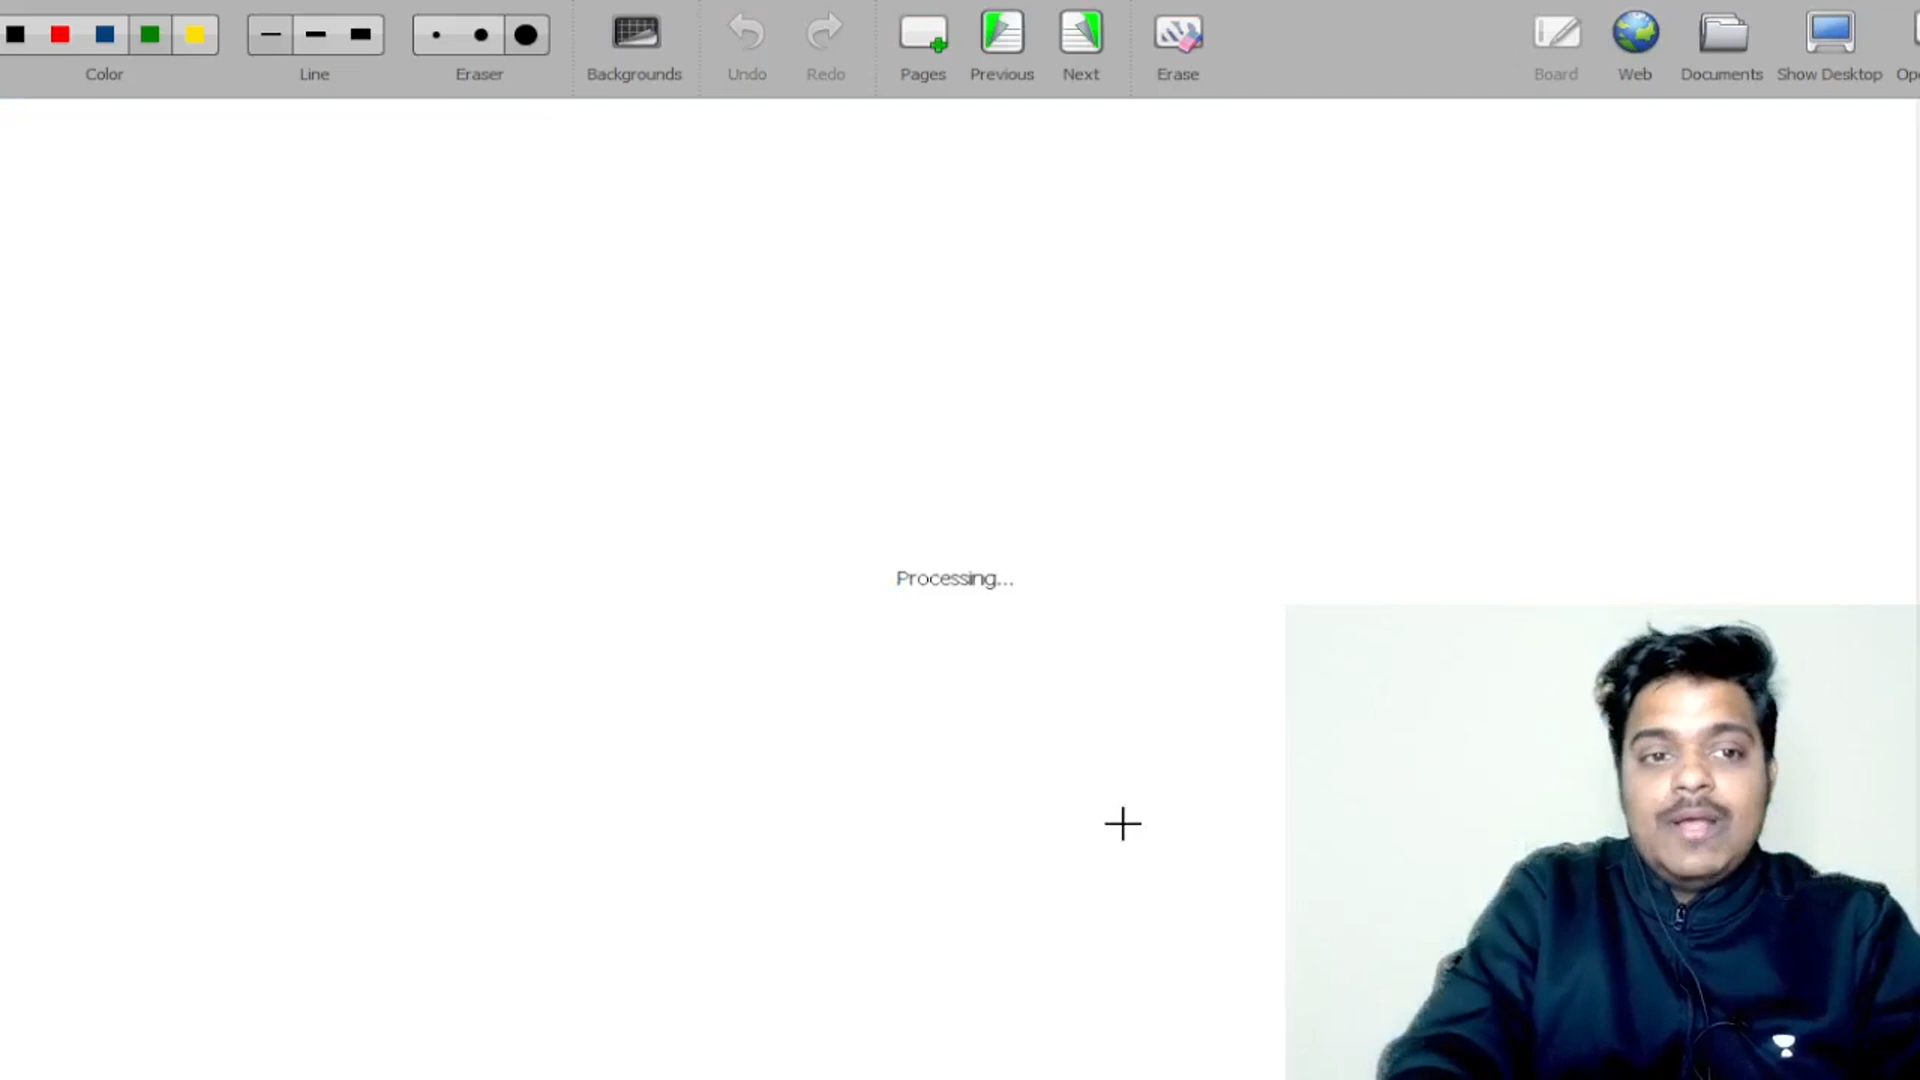 Color
Line
Eraser
Backgrounds
Undo
Redo
Pages
Previous
Next
Erase
Board
Web
Documents
Show Desktop
Processing...